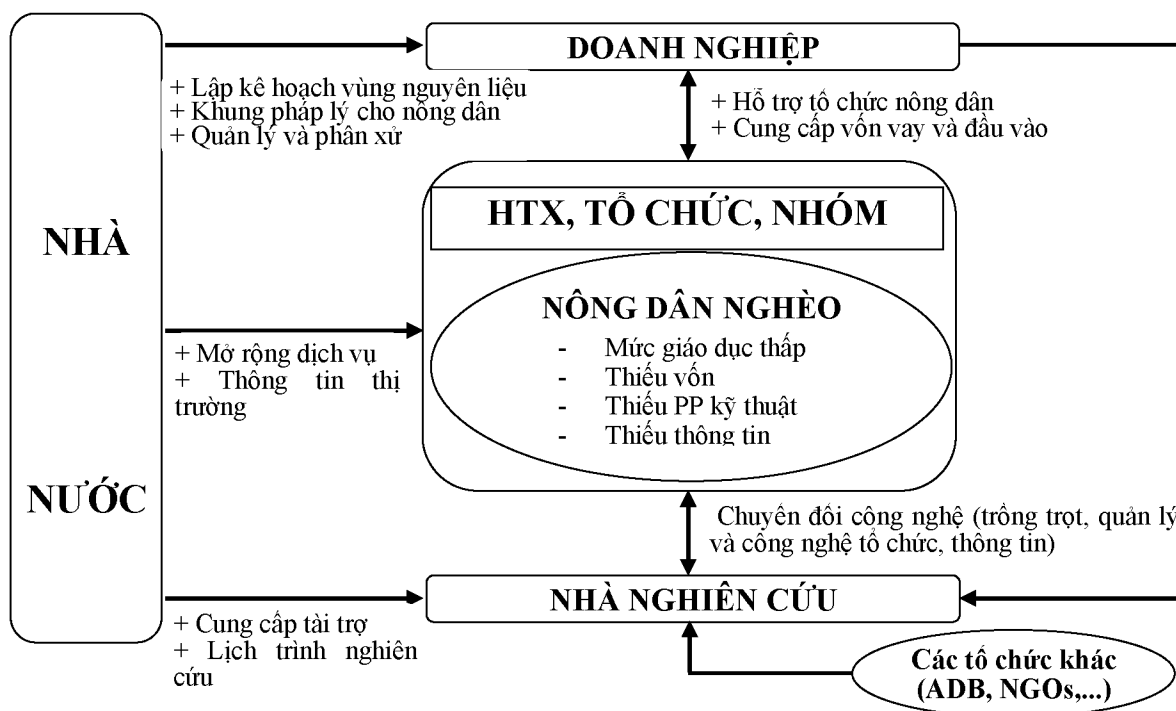 DOANH NGHIỆP
+ Lập kê hoạch vùng nguyên liệu
+ Khung pháp lý cho nông dân
+ Quản lý và phân xử
+ Hỗ trợ tổ chức nông dân
+ Cung cấp vốn vay và đầu vào
HTX, TỔ CHỨC, NHÓM
NHÀ
NÔNG DÂN NGHÈO
- Mức giáo dục thấp
- Thiếu vốn
- Thiếu PP kỹ thuật
- Thiếu thông tin
+ Mở rộng dịch vụ
+ Thông tin thị
trường
NƯỚC
Chuyển đổi công nghệ (trồng trọt, quản lý
và công nghệ tổ chức, thông tin)
NHÀ NGHIÊN CỨU
+ Cung cấp tài trợ
+ Lịch trình nghiên
cứu
Các tổ chức khác
(ADB, NGOs,...)